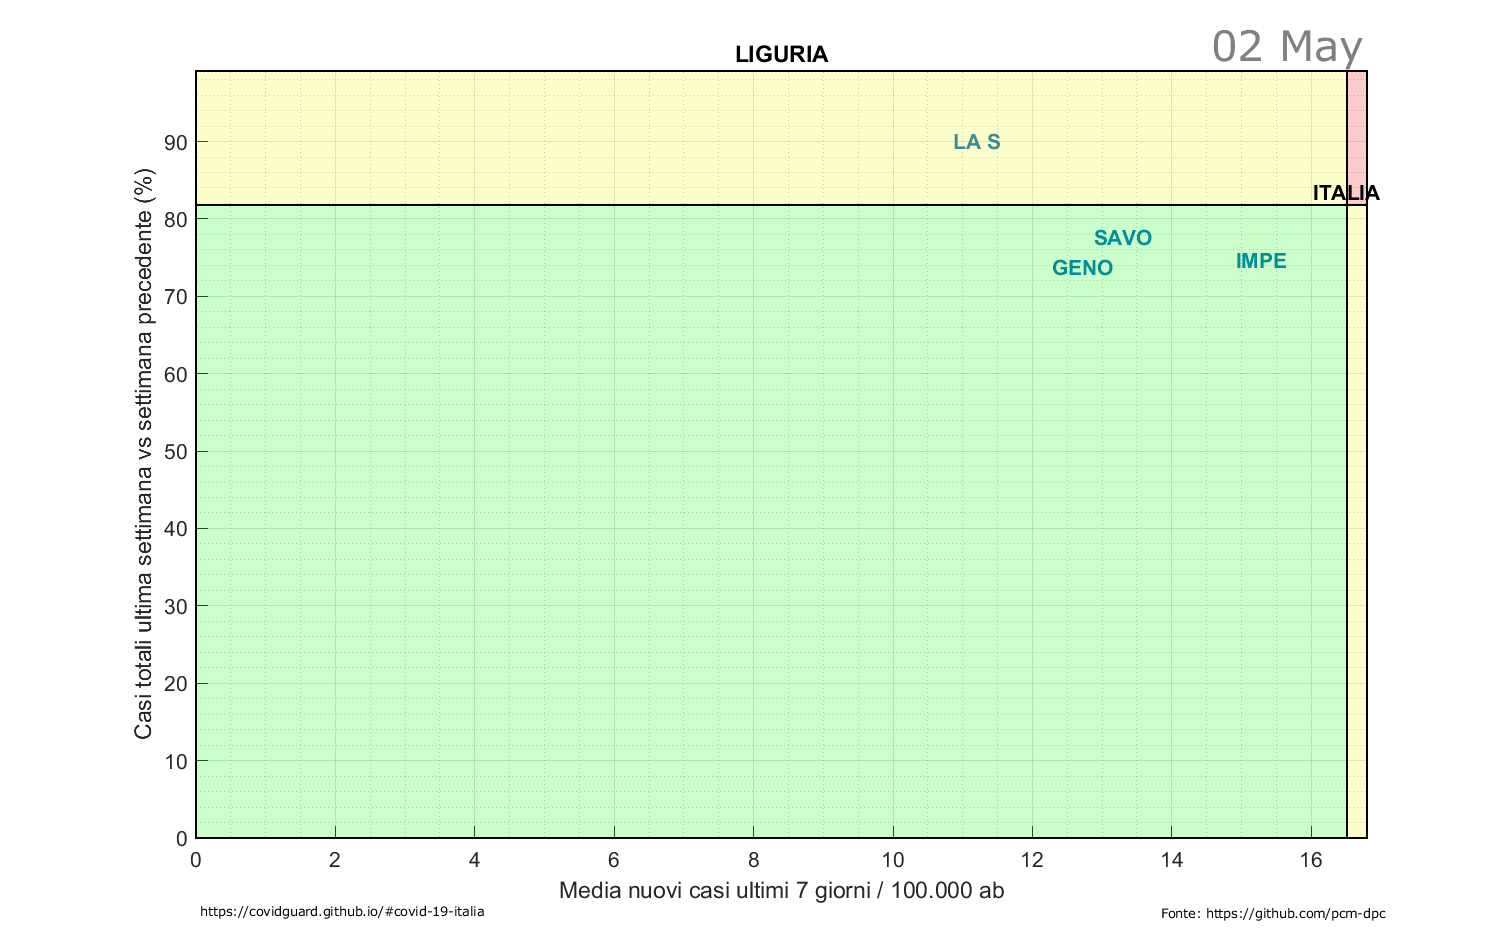 02 May
LIGURIA
Casi totali ultima settimana vs settimana precedente (%)
90
80
70
60
50
40
30
20
10
0
LA S
ITALIA
SAVO
IMPE
GENO
0 2 4 6 8 10 12 14 16
Media nuovi casi ultimi 7 giorni / 100.000 ab
https://covidguard.github.io/#covid-19-italia
Fonte: https://github.com/pcm-dpc